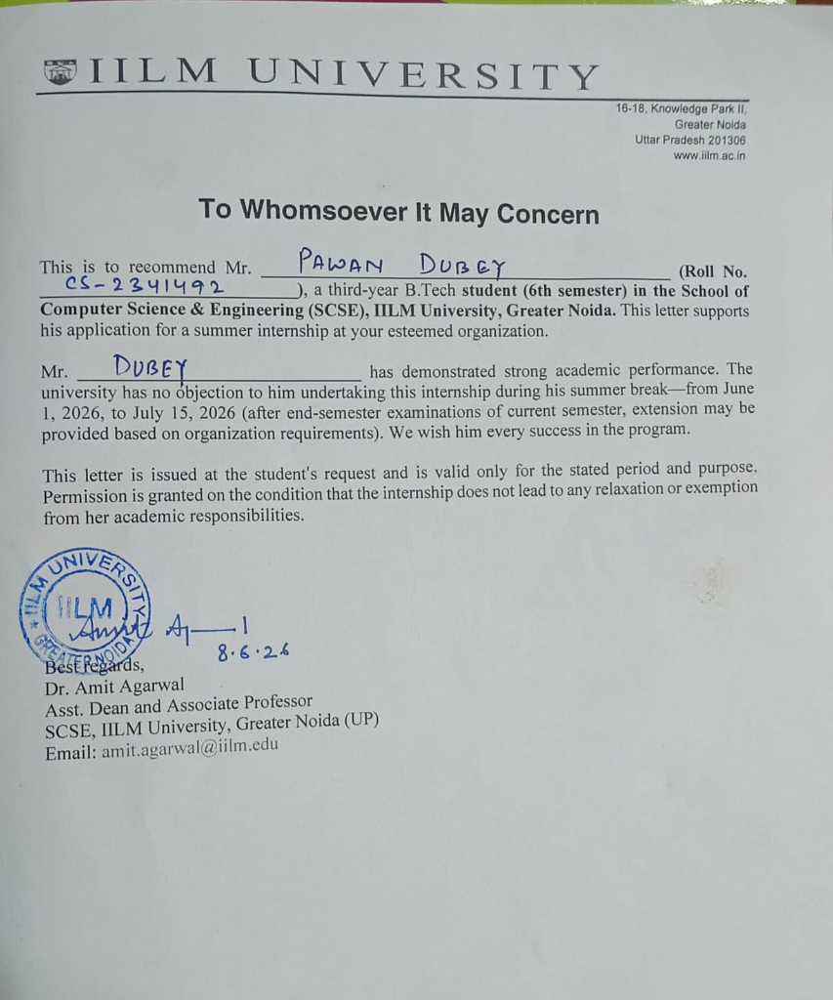 IILM UNIVERSITY
16-18, Knowledge Park II,
Greater Noida
Uttar Pradesh 201306
www.iilm.ac.in
To Whomsoever It May Concern
This is to recommend Mr. PAWAN DUBEY (Roll No.
CS-2341492 ), a third-year B.Tech student (6th semester) in the School of
Computer Science & Engineering (SCSE), IILM University, Greater Noida. This letter supports
his application for a summer internship at your esteemed organization.
Mr. DUBEY has demonstrated strong academic performance. The
university has no objection to him undertaking this internship during his summer break—from June
1, 2026, to July 15, 2026 (after end-semester examinations of current semester, extension may be
provided based on organization requirements). We wish him every success in the program.
This letter is issued at the student's request and is valid only for the stated period and purpose.
Permission is granted on the condition that the internship does not lead to any relaxation or exemption
from her academic responsibilities.
IILM UNIVERSITY
IILM
GREATER NOIDA
Amit
8.6.26
Best regards,
Dr. Amit Agarwal
Asst. Dean and Associate Professor
SCSE, IILM University, Greater Noida (UP)
Email: amit.agarwal@iilm.edu